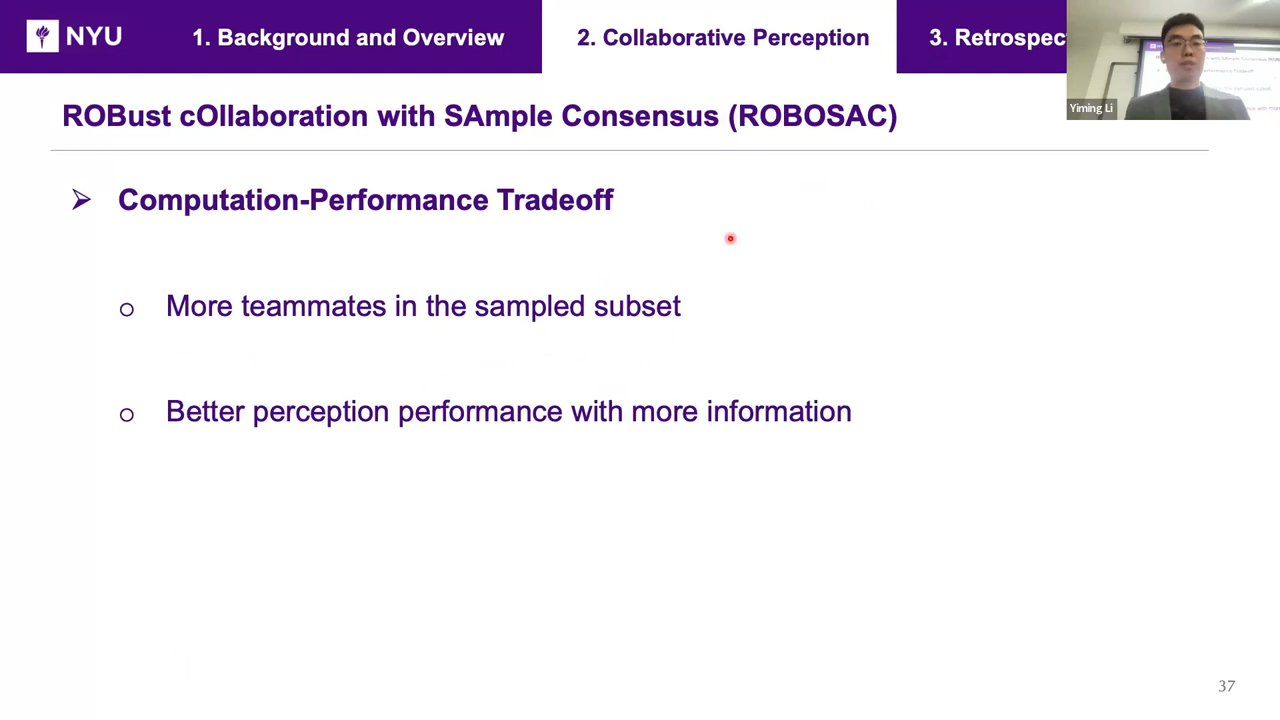 NYU
1. Background and Overview
2. Collaborative Perception
3. Retrospec
Yiming Li
ROBust cOllaboration with SAmple Consensus (ROBOSAC)
➢ Computation-Performance Tradeoff
o More teammates in the sampled subset
o Better perception performance with more information
37